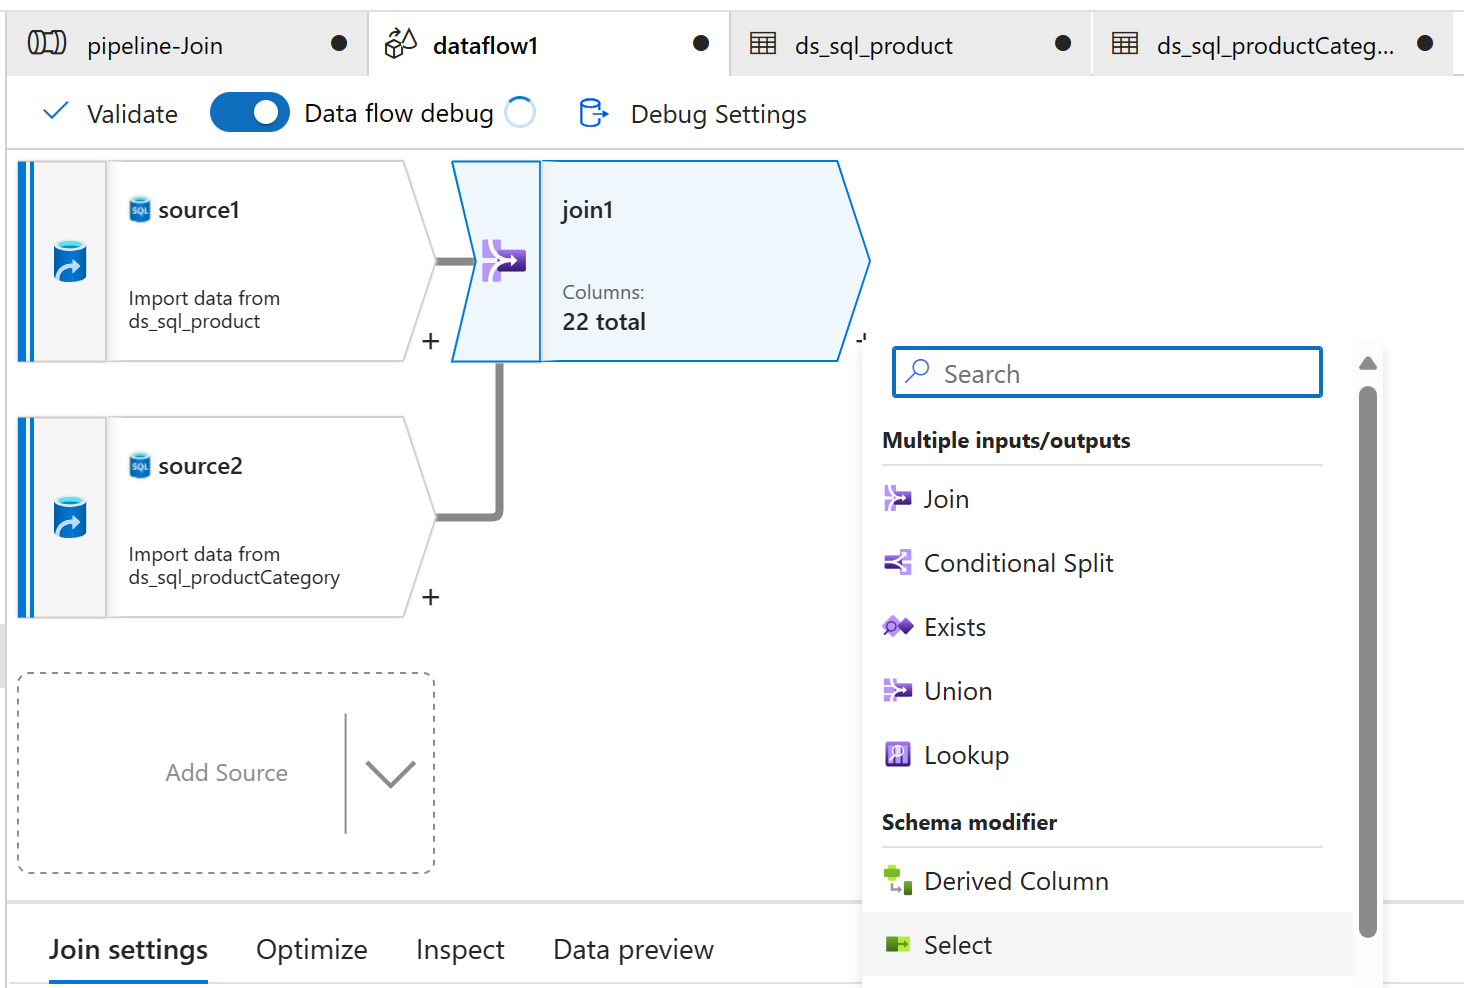 pipeline-Join
dataflow1
ds_sql_product
ds_sql_productCateg...
Validate
Data flow debug
Debug Settings
SQL source1
Import data from
ds_sql_product
+
join1
Columns:
22 total
SQL source2
Import data from
ds_sql_productCategory
+
Add Source
Search
Multiple inputs/outputs
Join
Conditional Split
Exists
Union
Lookup
Schema modifier
Derived Column
Select
Join settings
Optimize
Inspect
Data preview